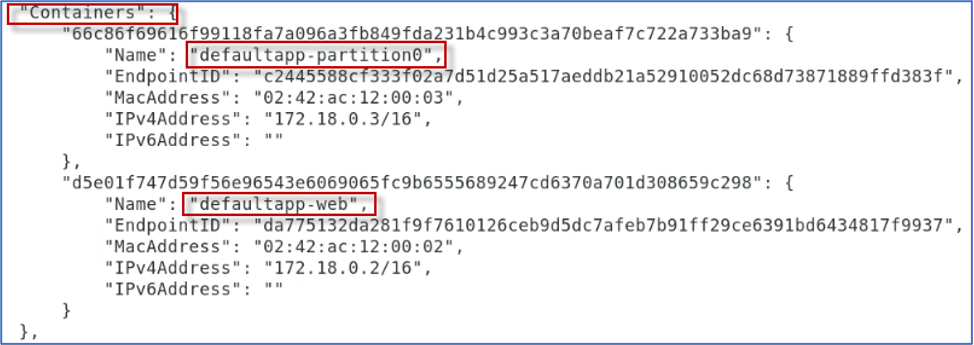 "Containers": {
"66c86f69616f99118fa7a096a3fb849fda231b4c993c3a70beaf7c722a733ba9": {
"Name": "defaultapp-partition0",
"EndpointID": "c2445588cf333f02a7d51d25a517aeddb21a52910052dc68d73871889ffd383f",
"MacAddress": "02:42:ac:12:00:03",
"IPv4Address": "172.18.0.3/16",
"IPv6Address": ""
},
"d5e01f747d59f56e96543e6069065fc9b6555689247cd6370a701d308659c298": {
"Name": "defaultapp-web",
"EndpointID": "da775132da281f9f7610126ceb9d5dc7afeb7b91ff29ce6391bd6434817f9937",
"MacAddress": "02:42:ac:12:00:02",
"IPv4Address": "172.18.0.2/16",
"IPv6Address": ""
}
},